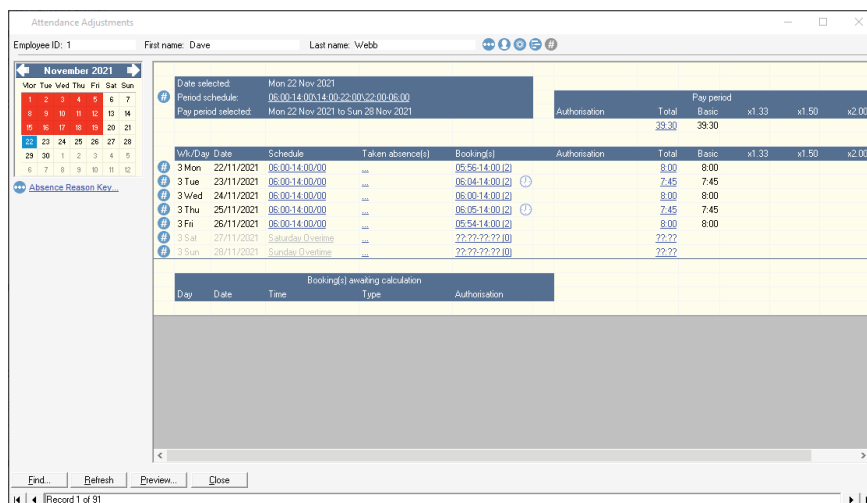 Attendance Adjustments
Employee ID: 1 First name: Dave Last name: Webb
November 2021
Mor Tue Wed Thu Fri Sat Sun
1 2 3 4 5 6 7
8 9 10 11 12 13 14
15 16 17 18 19 20 21
22 23 24 25 26 27 28
29 30 1 2 3 4 5
6 7 8 9 10 11 12
Absence Reason Key...
Date selected: Mon 22 Nov 2021
Period schedule: 06:00-14:00\14:00-22:00\22:00-06:00 Pay period
Pay period selected: Mon 22 Nov 2021 to Sun 28 Nov 2021 Authorisation Total Basic x1.33 x1.50 x2.00
39:30 39:30
Wk/Day Date Schedule Taken absence(s) Booking(s) Authorisation Total Basic x1.33 x1.50 x2.00
3 Mon 22/11/2021 06:00-14:00/00 ... 05:56-14:00 (2) 8:00 8:00
3 Tue 23/11/2021 06:00-14:00/00 ... 06:04-14:00 (2) 7:45 7:45
3 Wed 24/11/2021 06:00-14:00/00 ... 06:00-14:00 (2) 8:00 8:00
3 Thu 25/11/2021 06:00-14:00/00 ... 06:05-14:00 (2) 7:45 7:45
3 Fri 26/11/2021 06:00-14:00/00 ... 05:54-14:00 (2) 8:00 8:00
3 Sat 27/11/2021 Saturday Overime ... ??:??-??:?? (0) ??:??
3 Sun 28/11/2021 Sunday Overtime ... ??:??-??:?? (0) ??:??
Booking(s) awaiting calculation
Day Date Time Type Authorisation
Find... Refresh Preview... Close
Record 1 of 91